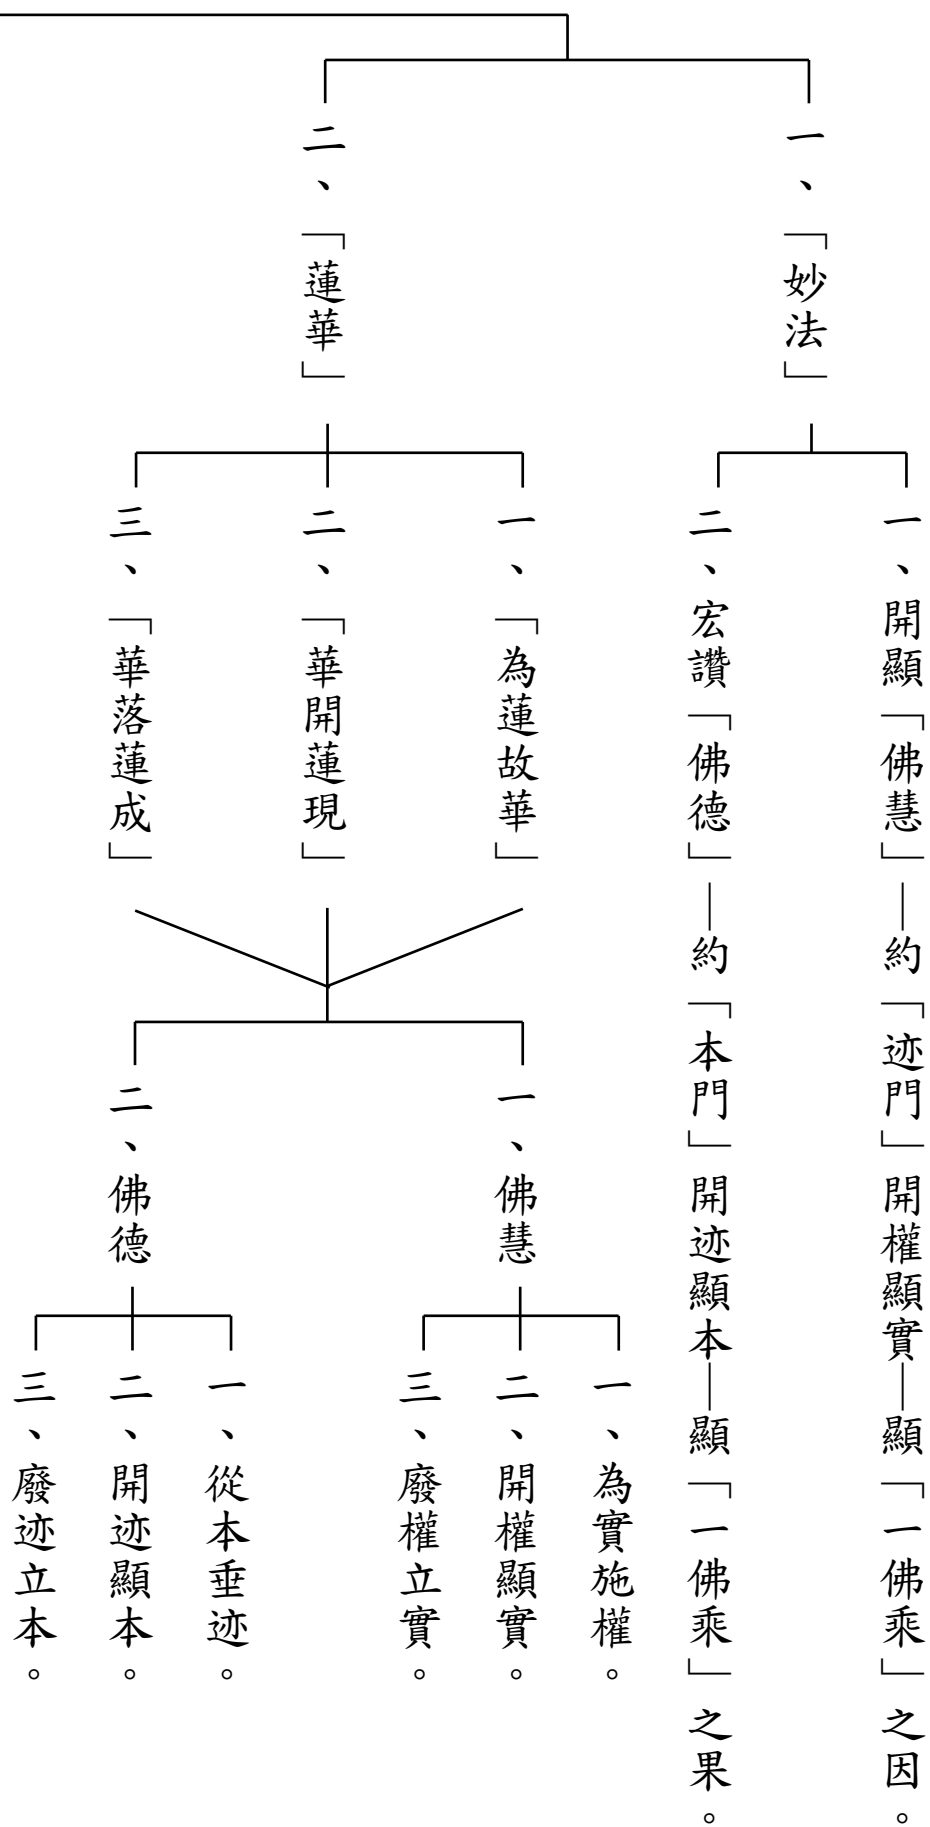 一、「妙法」
一、開顯「佛慧」—約「迹門」開權顯實—顯「一佛乘」之因。
二、宏讚「佛德」—約「本門」開迹顯本—顯「一佛乘」之果。
二、「蓮華」
一、「為蓮故華」
二、「華開蓮現」
三、「華落蓮成」
一、佛慧
一、為實施權。
二、開權顯實。
三、廢權立實。
二、佛德
一、從本垂迹。
二、開迹顯本。
三、廢迹立本。